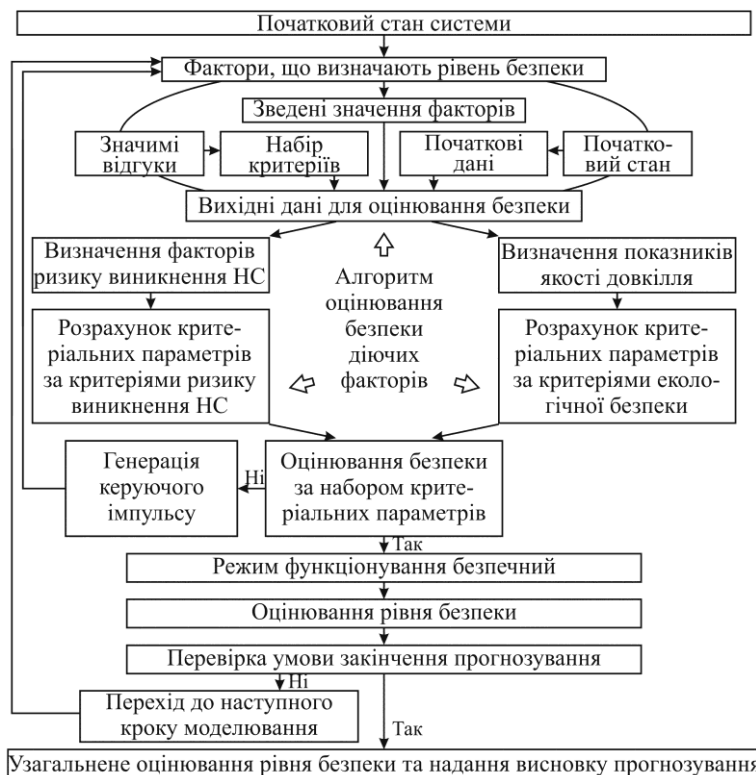 Початковий стан системи
Фактори, що визначають рівень безпеки
Зведені значення факторів
Значимі
відгуки
Набір
критеріїв
Початкові
дані
Початко-
вий стан
Вихідні дані для оцінювання безпеки
Визначення факторів
ризику виникнення НС
Визначення показників
якості довкілля
Алгоритм
оцінювання
безпеки
діючих
факторів
Розрахунок крите-
ріальних параметрів
за критеріями ризику
виникнення НС
Розрахунок крите-
ріальних параметрів
за критеріями еколо-
гічної безпеки
Генерація
керуючого
імпульсу
Ні
Оцінювання безпеки
за набором крите-
ріальних параметрів
Так
Режим функціонування безпечний
Оцінювання рівня безпеки
Перевірка умови закінчення прогнозування
Ні
Перехід до наступного
кроку моделювання
Так
Узагальнене оцінювання рівня безпеки та надання висновку прогнозування